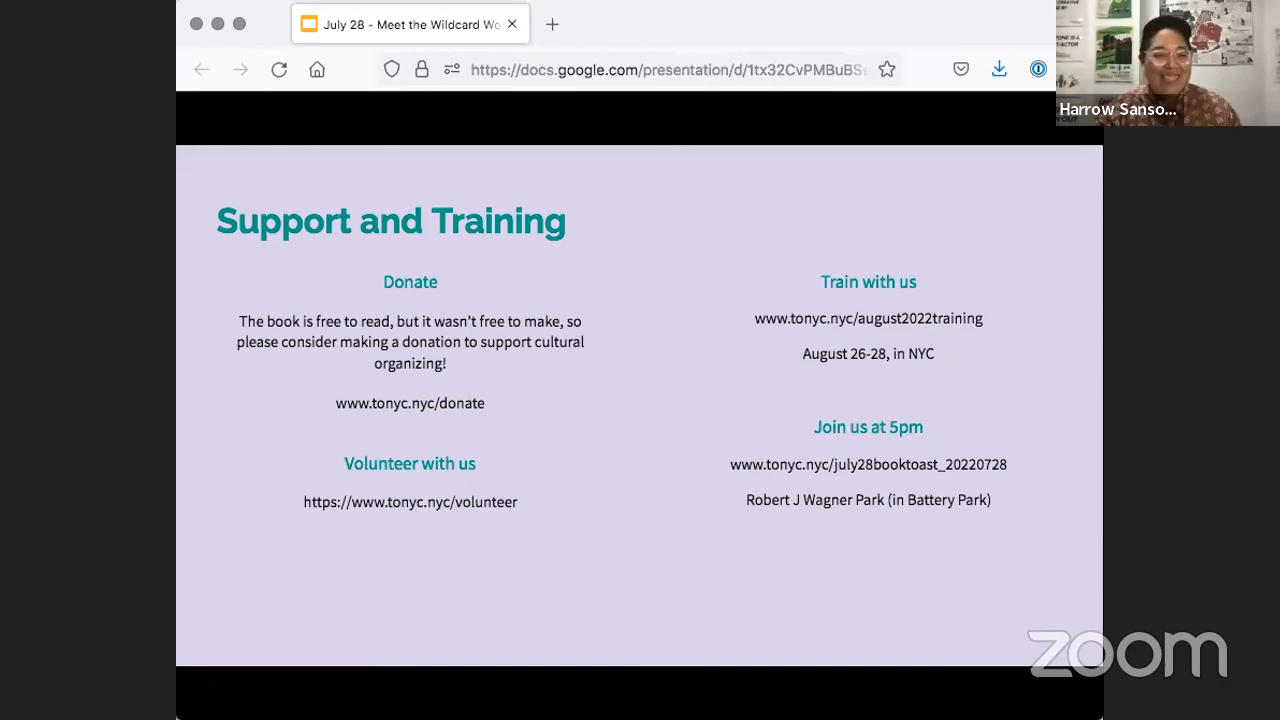 July 28 - Meet the Wildcard Wo
https://docs.google.com/presentation/d/1tx32CvPMBuBS
Harrow Sanso...
Support and Training
Donate
The book is free to read, but it wasn’t free to make, so
please consider making a donation to support cultural
organizing!
www.tonyc.nyc/donate
Volunteer with us
https://www.tonyc.nyc/volunteer
Train with us
www.tonyc.nyc/august2022training
August 26-28, in NYC
Join us at 5pm
www.tonyc.nyc/july28booktoast_20220728
Robert J Wagner Park (in Battery Park)
zoom